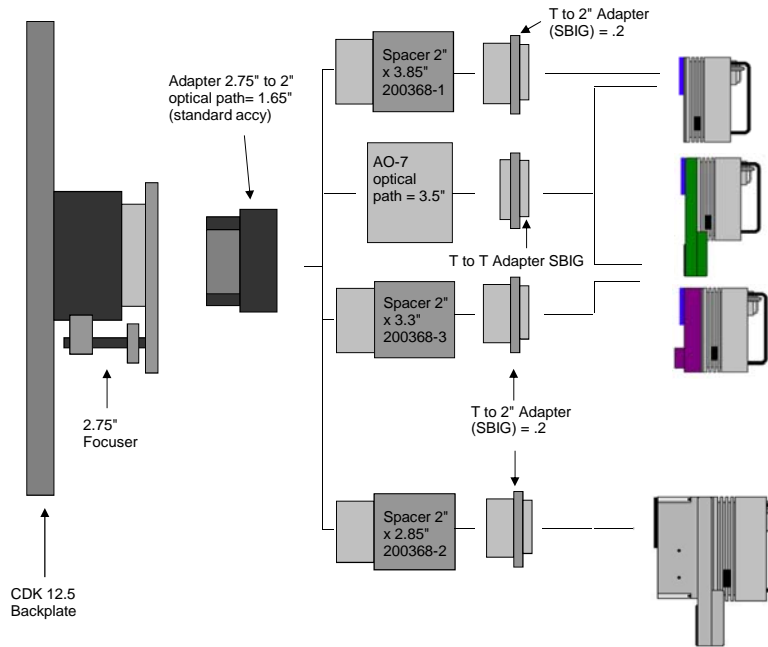 T to 2" Adapter
(SBIG) = .2
Spacer 2"
x 3.85"
200368-1
Adapter 2.75" to 2"
optical path= 1.65"
(standard accy)
AO-7
optical
path = 3.5"
T to T Adapter SBIG
Spacer 2"
x 3.3"
200368-3
2.75"
Focuser
T to 2" Adapter
(SBIG) = .2
Spacer 2"
x 2.85"
200368-2
CDK 12.5
Backplate